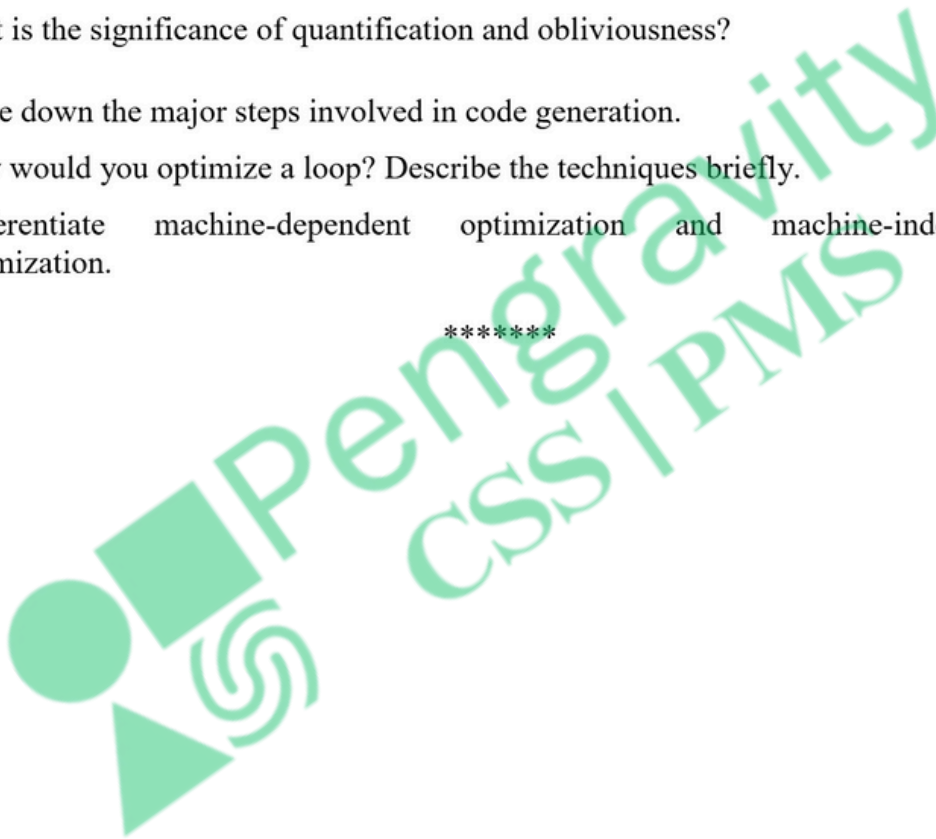 is the significance of quantification and obliviousness?
e down the major steps involved in code generation.
would you optimize a loop? Describe the techniques briefly.
erentiate machine-dependent optimization and machine-ind
mization.
*******
Pengravity
CSS | PMS